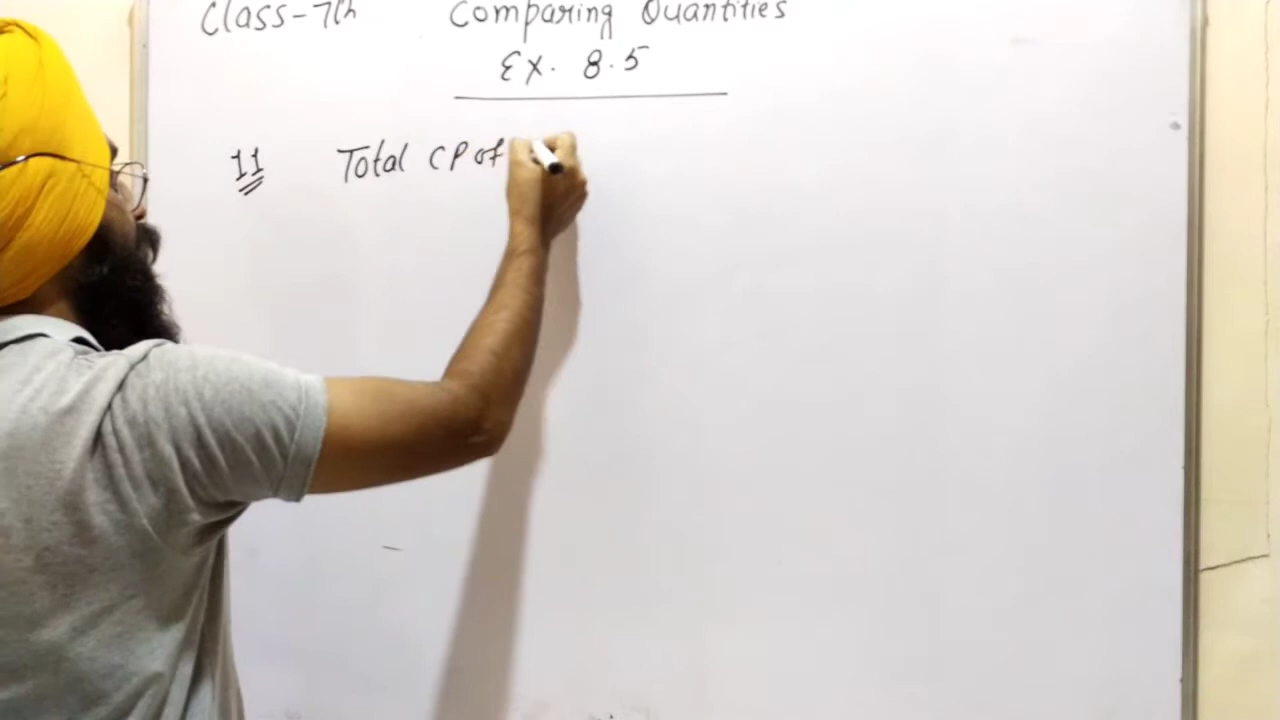 Class-7th Comparing Quantities
Ex. 8.5
11 Total CP of